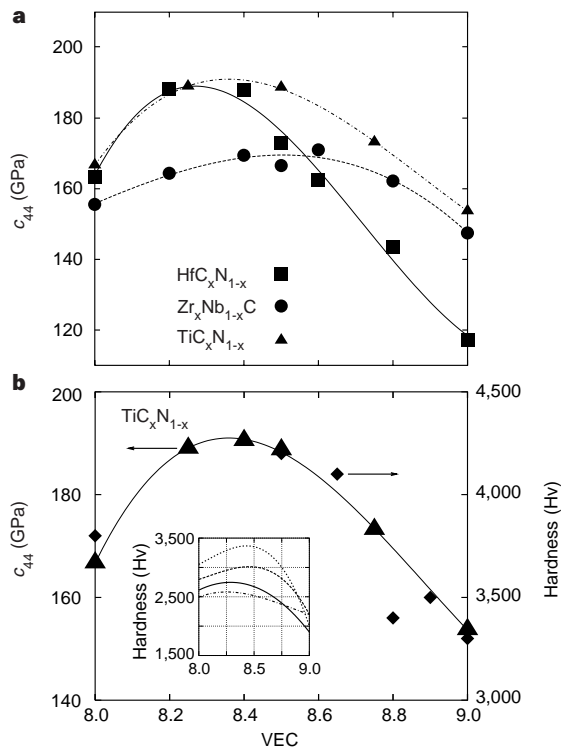 a
210
200
180
160
140
120
c44 (GPa)
HfCxN1-x
ZrxNb1-xC
TiCxN1-x
b
200
180
160
140
c44 (GPa)
TiCxN1-x
4,500
4,000
3,500
3,000
Hardness (Hv)
3,500
2,500
1,500
Hardness (Hv)
8.0 8.5 9.0
8.0 8.2 8.4 8.6 8.8 9.0
VEC